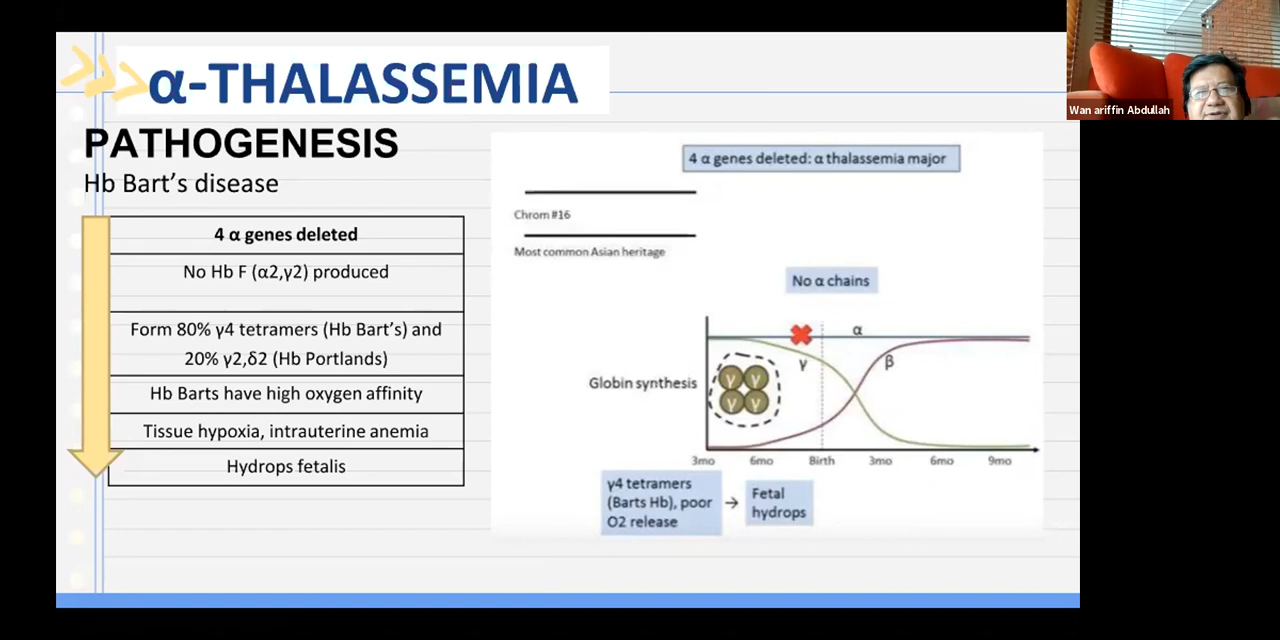 α-THALASSEMIA
PATHOGENESIS
Hb Bart's disease
4 α genes deleted
No Hb F (α2,γ2) produced
Form 80% γ4 tetramers (Hb Bart's) and
20% γ2,δ2 (Hb Portlands)
Hb Barts have high oxygen affinity
Tissue hypoxia, intrauterine anemia
Hydrops fetalis
4 α genes deleted: α thalassemia major
Chrom #16
Most common Asian heritage
No α chains
α
γ
β
Globin synthesis
γ γ
γ γ
3mo 6mo Birth 3mo 6mo 9mo
γ4 tetramers
(Barts Hb), poor
O2 release
→
Fetal
hydrops
Wan ariffin Abdullah